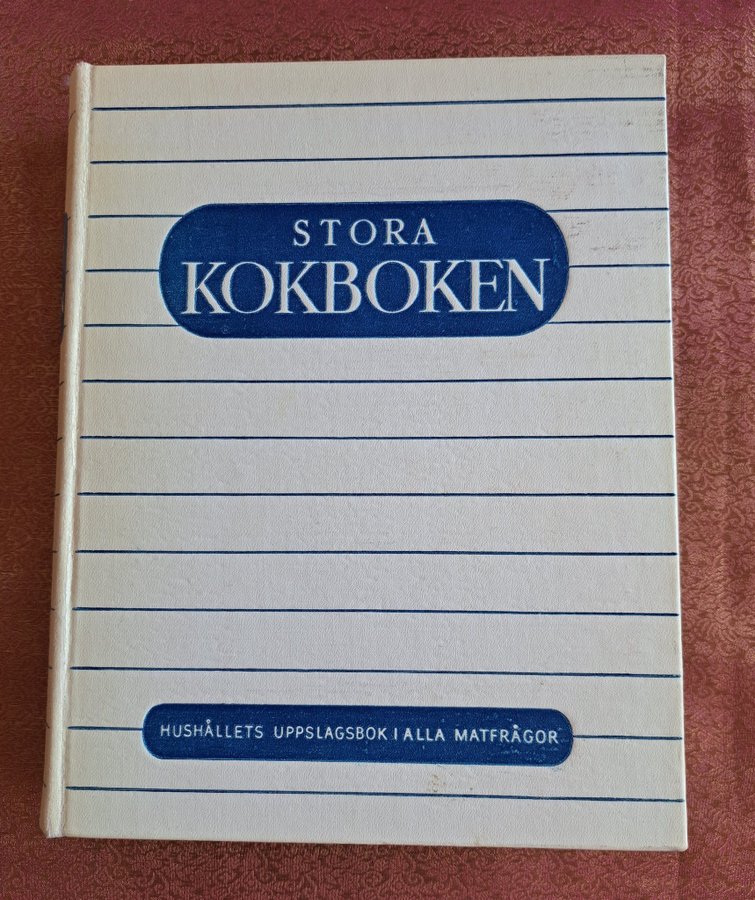 STORA
KOKBOKEN
HUSHÅLLETS UPPSLAGSBOK I ALLA MATFRÅGOR